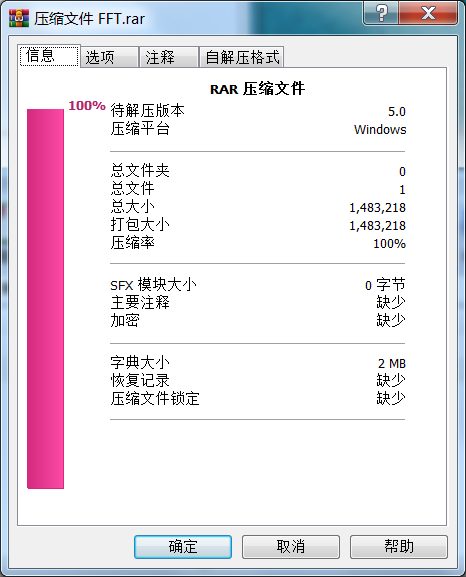 压缩文件 FFT.rar
信息 选项 注释 自解压格式
RAR 压缩文件
100%
待解压版本 5.0
压缩平台 Windows
总文件夹 0
总文件 1
总大小 1,483,218
打包大小 1,483,218
压缩率 100%
SFX 模块大小 0 字节
主要注释 缺少
加密 缺少
字典大小 2 MB
恢复记录 缺少
压缩文件锁定 缺少
确定 取消 帮助